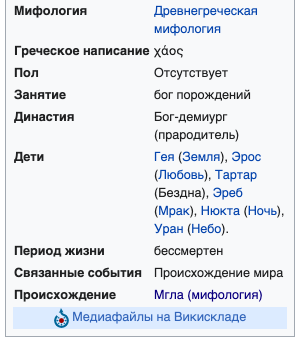 Мифология Древнегреческая
мифология
Греческое написание χάος
Пол Отсутствует
Занятие бог порождений
Династия Бог-демиург
(прародитель)
Дети Гея (Земля), Эрос
(Любовь), Тартар
(Бездна), Эреб
(Мрак), Нюкта (Ночь),
Уран (Небо).
Период жизни бессмертен
Связанные события Происхождение мира
Происхождение Мгла (мифология)
Медиафайлы на Викискладе